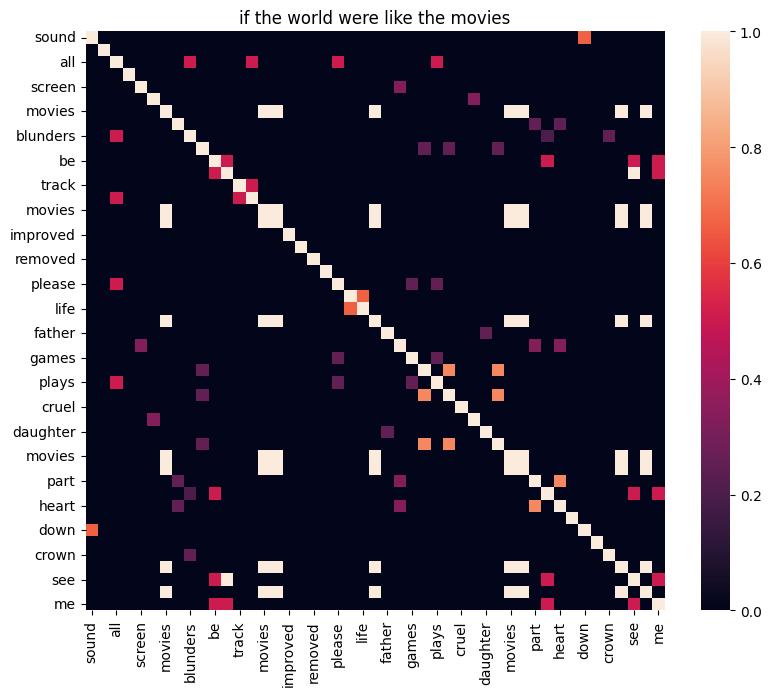 if the world were like the movies
sound
all
screen
movies
blunders
be
track
movies
improved
removed
please
life
father
games
plays
cruel
daughter
movies
part
heart
down
crown
see
me
sound
all
screen
movies
blunders
be
track
movies
improved
removed
please
life
father
games
plays
cruel
daughter
movies
part
heart
down
crown
see
me
1.0
0.8
0.6
0.4
0.2
0.0